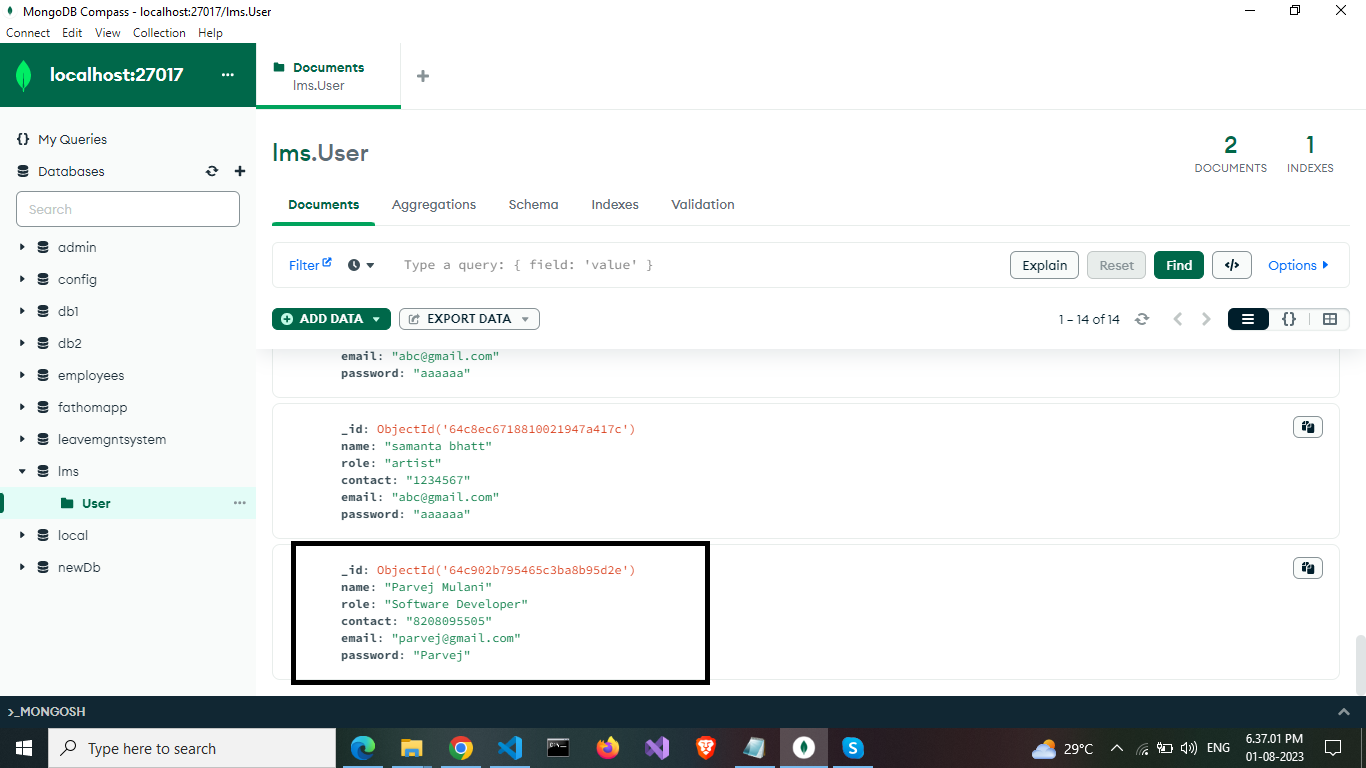 MongoDB Compass - localhost:27017/lms.User
Connect Edit View Collection Help
localhost:27017 ...
Documents
lms.User
My Queries
Databases
Search
admin
config
db1
db2
employees
fathomapp
leavemgntsystem
lms
User ...
local
newDb
lms.User
2
DOCUMENTS
1
INDEXES
Documents Aggregations Schema Indexes Validation
Filter Type a query: { field: 'value' } Explain Reset Find </> Options
ADD DATA EXPORT DATA 1 – 14 of 14 {}
email: "abc@gmail.com"
password: "aaaaaa"
_id: ObjectId('64c8ec6718810021947a417c')
name: "samanta bhatt"
role: "artist"
contact: "1234567"
email: "abc@gmail.com"
password: "aaaaaa"
_id: ObjectId('64c902b795465c3ba8b95d2e')
name: "Parvej Mulani"
role: "Software Developer"
contact: "8208095505"
email: "parvej@gmail.com"
password: "Parvej"
>_MONGOSH
Type here to search
29°C ENG
6.37.01 PM
01-08-2023